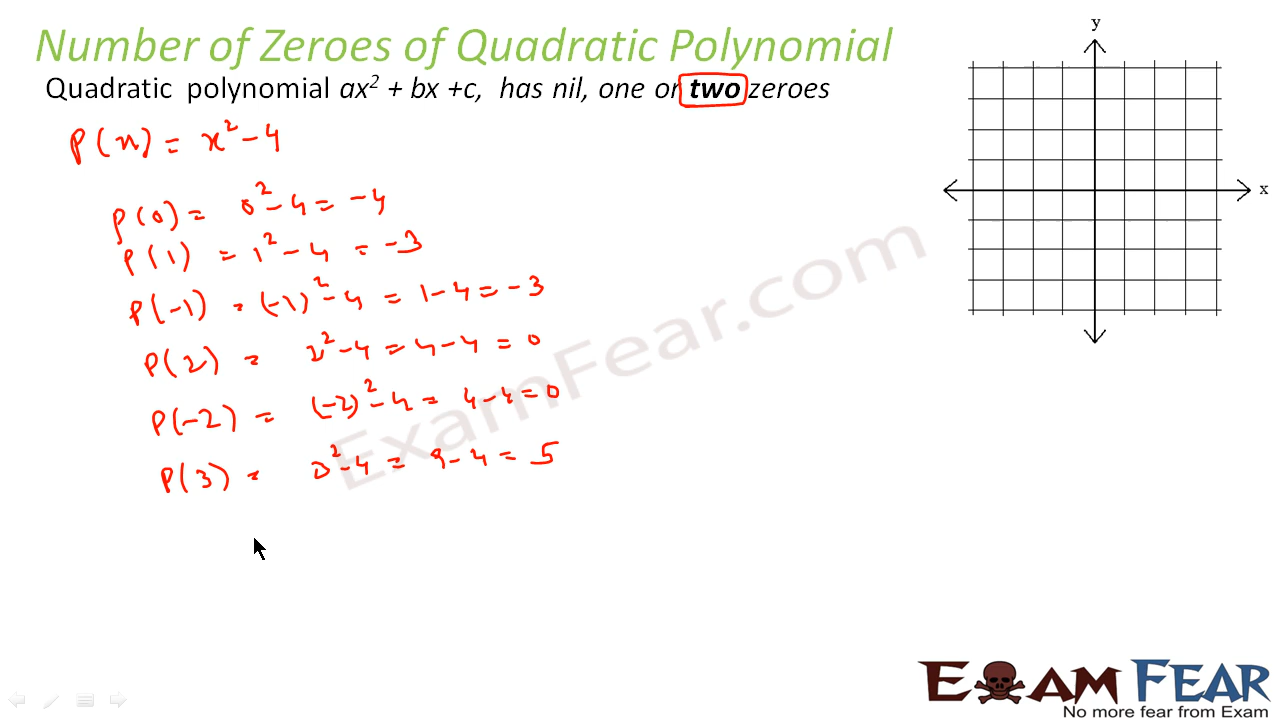 Number of Zeroes of Quadratic Polynomial
Quadratic polynomial ax² + bx +c, has nil, one or two zeroes
P(x) = x² - 4
P(0) = 0² - 4 = -4
P(1) = 1² - 4 = -3
P(-1) = (-1)² - 4 = 1 - 4 = -3
P(2) = 2² - 4 = 4 - 4 = 0
P(-2) = (-2)² - 4 = 4 - 4 = 0
P(3) = 3² - 4 = 9 - 4 = 5
y
x
ExamFear.com
EXAM FEAR
No more fear from Exam